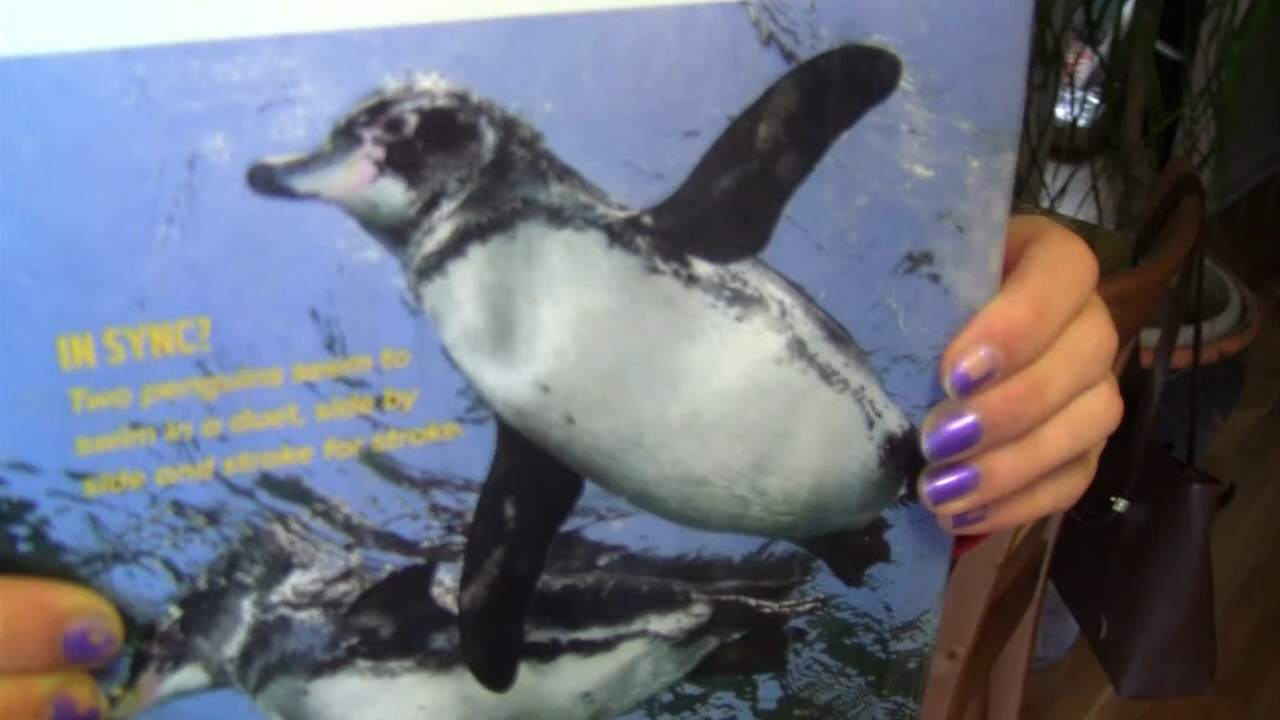 IN SYNC?
Two penguins seem to
swim in a duet, side by
side and stroke for stroke.